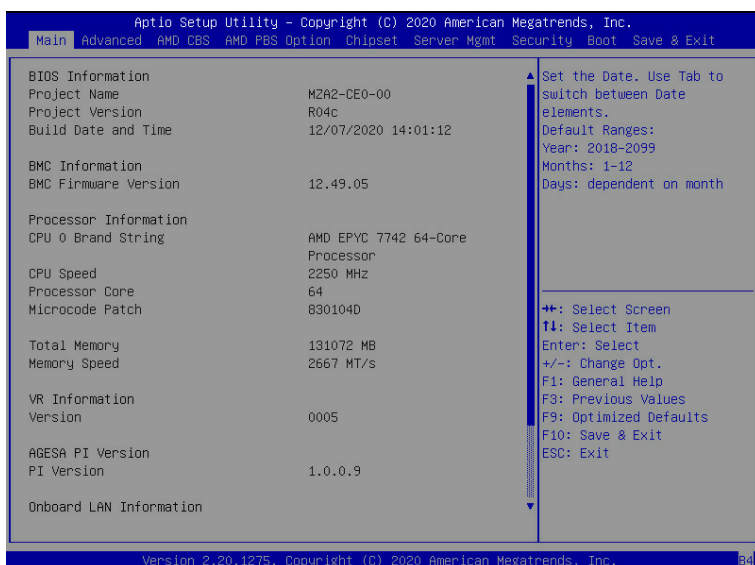 Aptio Setup Utility – Copyright (C) 2020 American Megatrends, Inc.
Main Advanced AMD CBS AMD PBS Option Chipset Server Mgmt Security Boot Save & Exit
BIOS Information
Project Name MZA2-CE0-00
Project Version R04c
Build Date and Time 12/07/2020 14:01:12
BMC Information
BMC Firmware Version 12.49.05
Processor Information
CPU 0 Brand String AMD EPYC 7742 64-Core
Processor
CPU Speed 2250 MHz
Processor Core 64
Microcode Patch 830104D
Total Memory 131072 MB
Memory Speed 2667 MT/s
VR Information
Version 0005
AGESA PI Version
PI Version 1.0.0.9
Onboard LAN Information
Set the Date. Use Tab to
switch between Date
elements.
Default Ranges:
Year: 2018-2099
Months: 1-12
Days: dependent on month
→←: Select Screen
↑↓: Select Item
Enter: Select
+/-: Change Opt.
F1: General Help
F3: Previous Values
F9: Optimized Defaults
F10: Save & Exit
ESC: Exit
Version 2.20.1275. Copyright (C) 2020 American Megatrends, Inc.
B4